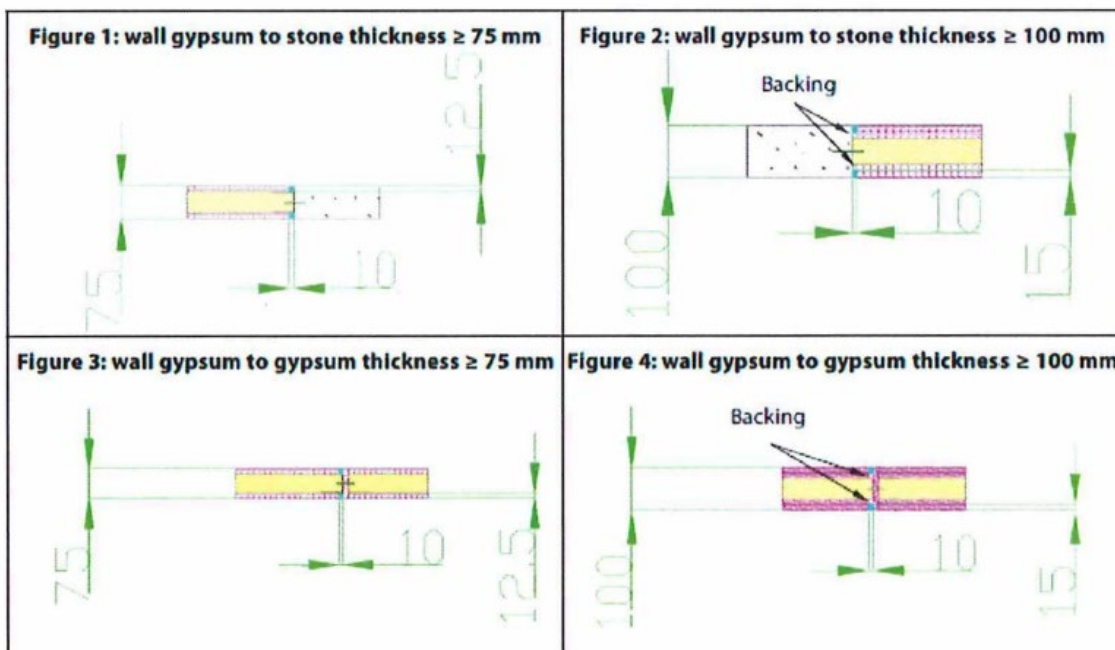 Figure 1: wall gypsum to stone thickness ≥ 75 mm
12.5
75
10
Figure 2: wall gypsum to stone thickness ≥ 100 mm
Backing
100
10
15
Figure 3: wall gypsum to gypsum thickness ≥ 75 mm
75
10
12.5
Figure 4: wall gypsum to gypsum thickness ≥ 100 mm
Backing
100
10
15